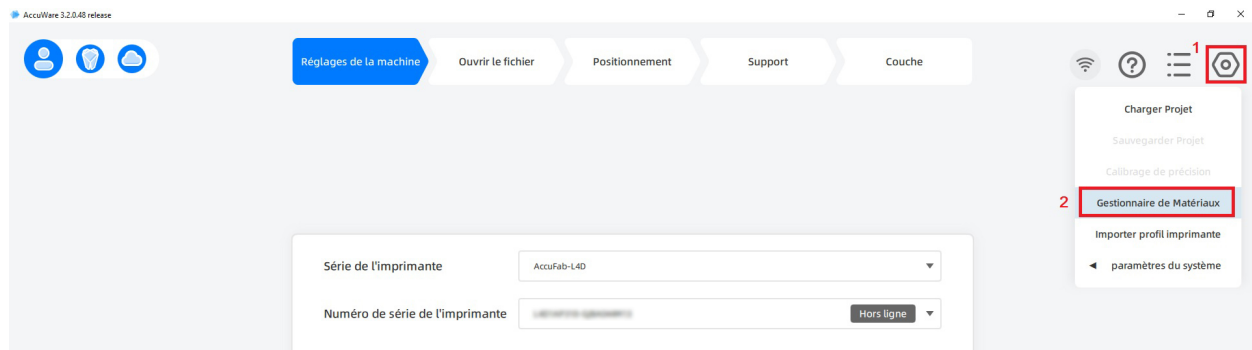 AccuWare 3.2.0.48 release
Réglages de la machine
Ouvrir le fichier
Positionnement
Support
Couche
1
Charger Projet
Sauvegarder Projet
Calibrage de précision
2
Gestionnaire de Matériaux
Importer profil imprimante
paramètres du système
Série de l'imprimante
AccuFab-L4D
Numéro de série de l'imprimante
Hors ligne